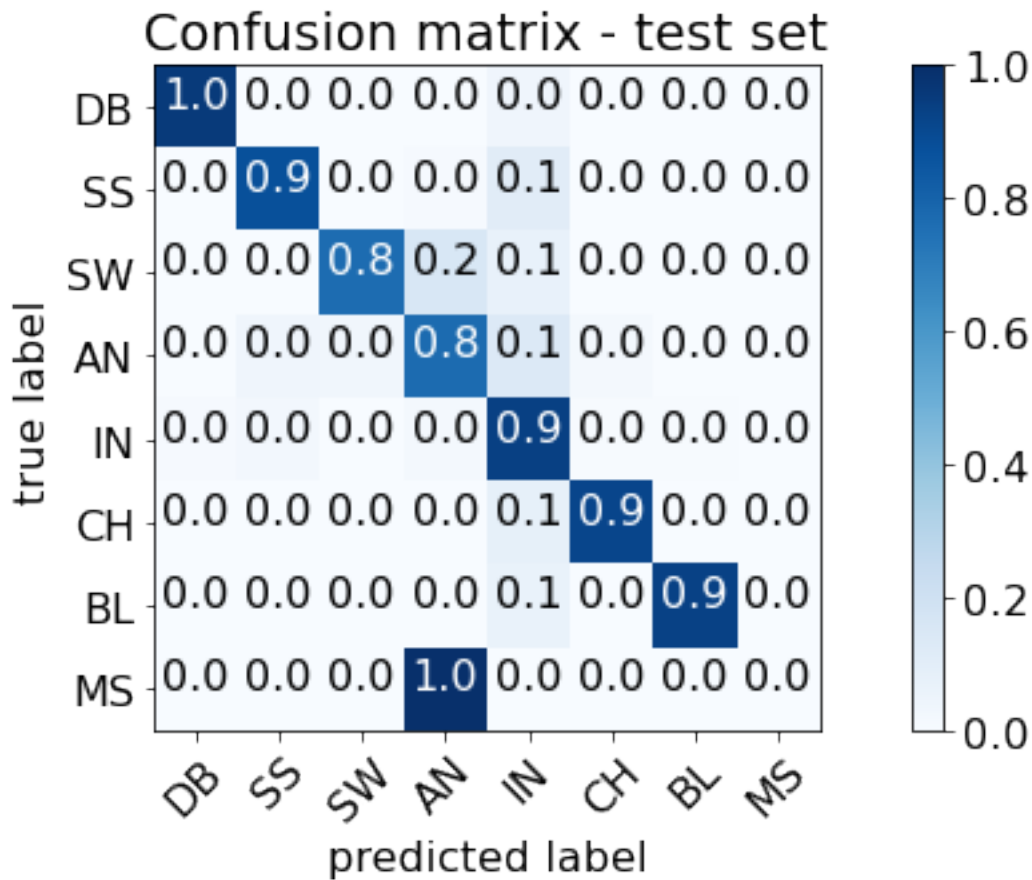 Confusion matrix - test set
DB 1.0 0.0 0.0 0.0 0.0 0.0 0.0 0.0
SS 0.0 0.9 0.0 0.0 0.1 0.0 0.0 0.0
SW 0.0 0.0 0.8 0.2 0.1 0.0 0.0 0.0
AN 0.0 0.0 0.0 0.8 0.1 0.0 0.0 0.0
IN 0.0 0.0 0.0 0.0 0.9 0.0 0.0 0.0
CH 0.0 0.0 0.0 0.0 0.1 0.9 0.0 0.0
BL 0.0 0.0 0.0 0.0 0.1 0.0 0.9 0.0
MS 0.0 0.0 0.0 1.0 0.0 0.0 0.0 0.0
true label
DB SS SW AN IN CH BL MS
predicted label
1.0
0.8
0.6
0.4
0.2
0.0